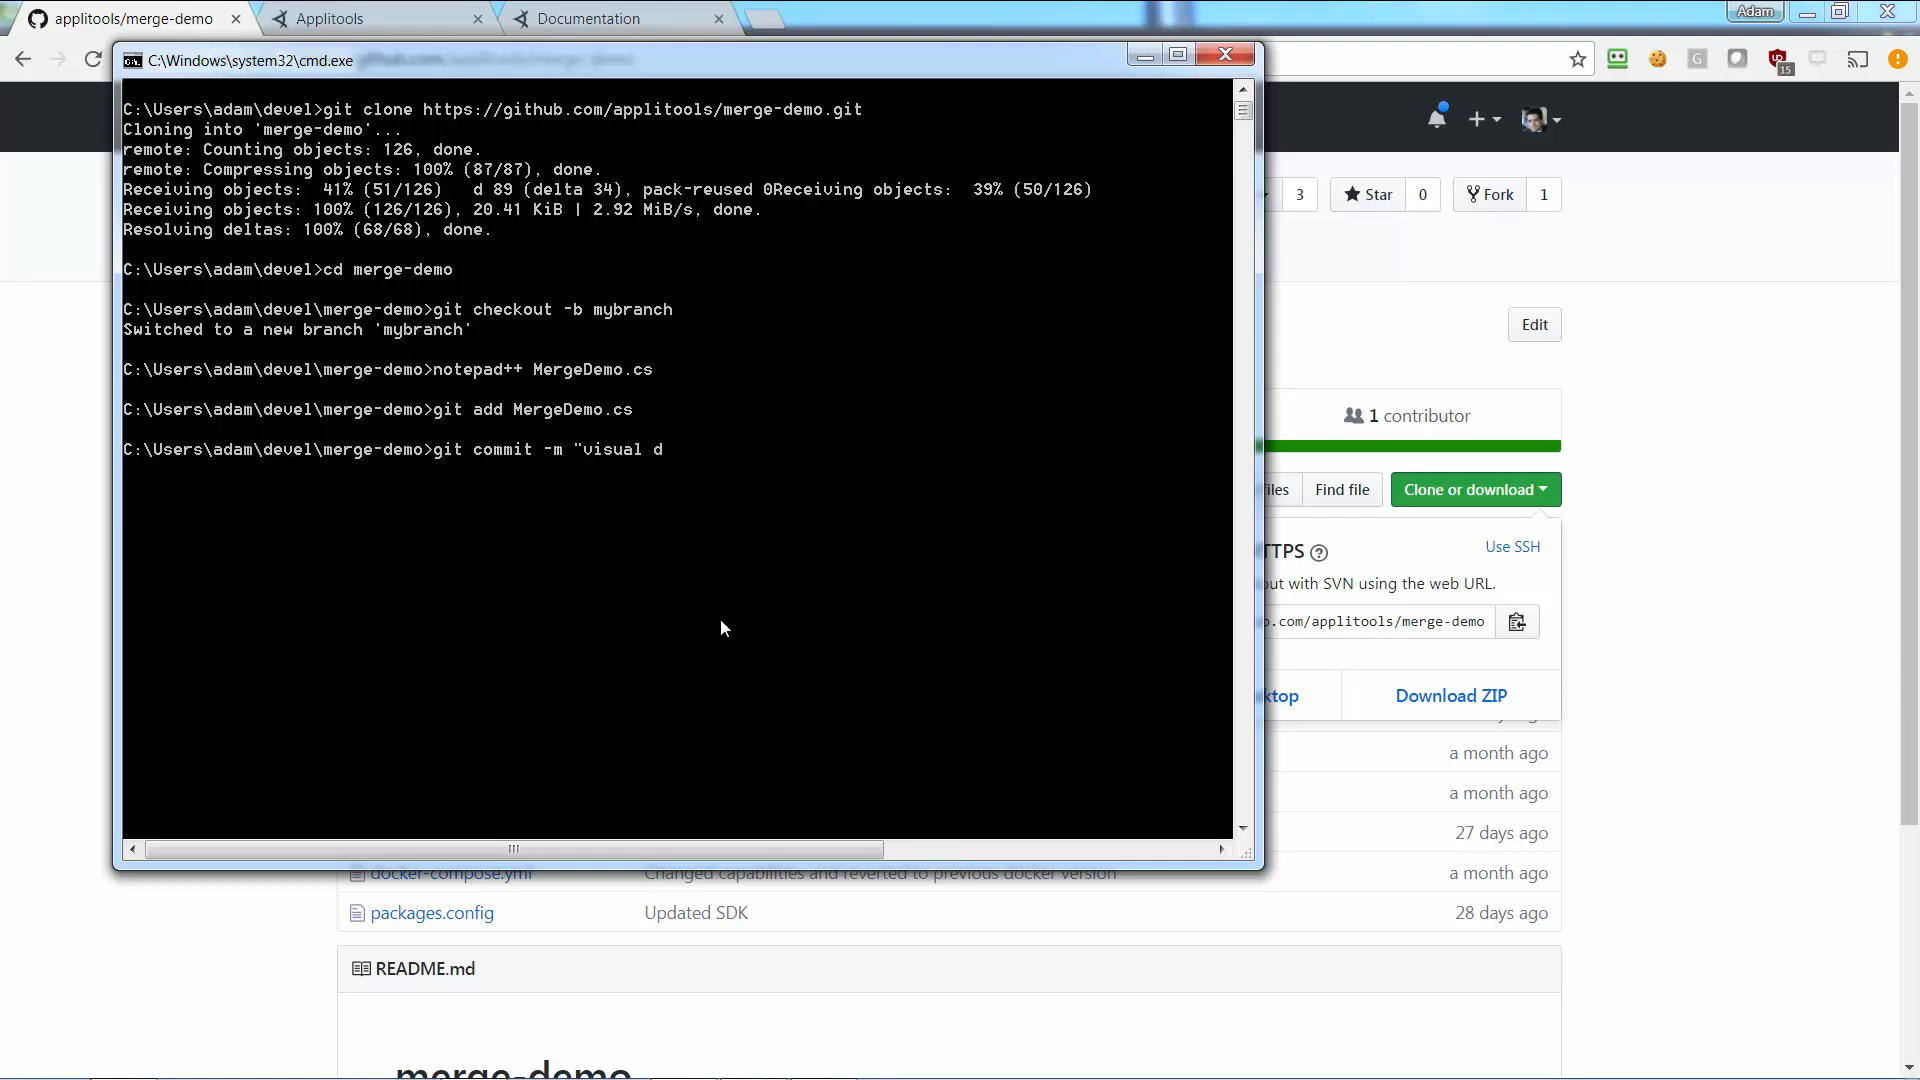 applitools/merge-demo
Applitools
Documentation
Adam
C:\Windows\system32\cmd.exe
15
C:\Users\adam\devel>git clone https://github.com/applitools/merge-demo.git
Cloning into 'merge-demo'...
remote: Counting objects: 126, done.
remote: Compressing objects: 100% (87/87), done.
Receiving objects:  41% (51/126)   d 89 (delta 34), pack-reused 0Receiving objects:  39% (50/126)
Receiving objects: 100% (126/126), 20.41 KiB | 2.92 MiB/s, done.
Resolving deltas: 100% (68/68), done.
C:\Users\adam\devel>cd merge-demo
C:\Users\adam\devel\merge-demo>git checkout -b mybranch
Switched to a new branch 'mybranch'
C:\Users\adam\devel\merge-demo>notepad++ MergeDemo.cs
C:\Users\adam\devel\merge-demo>git add MergeDemo.cs
C:\Users\adam\devel\merge-demo>git commit -m "visual d
3
Star 0
Fork 1
Edit
1 contributor
files
Find file
Clone or download
TTPS
Use SSH
out with SVN using the web URL.
b.com/applitools/merge-demo
ktop
Download ZIP
a month ago
a month ago
27 days ago
docker-compose.yml
Changed capabilities and reverted to previous docker version
a month ago
packages.config
Updated SDK
28 days ago
README.md
merge-demo